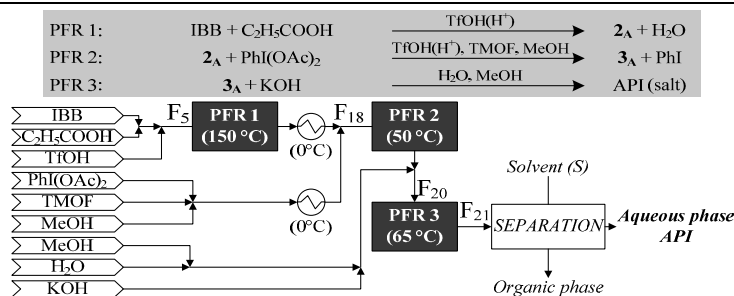 PFR 1: IBB + C2H5COOH TfOH(H+) 2A + H2O
PFR 2: 2A + PhI(OAc)2 TfOH(H+), TMOF, MeOH 3A + PhI
PFR 3: 3A + KOH H2O, MeOH API (salt)
IBB
C2H5COOH
TfOH
PhI(OAc)2
TMOF
MeOH
MeOH
H2O
KOH
F5
PFR 1
(150 °C)
(0°C)
(0°C)
F18
PFR 2
(50 °C)
F20
PFR 3
(65 °C)
F21
Solvent (S)
SEPARATION
Aqueous phase
API
Organic phase